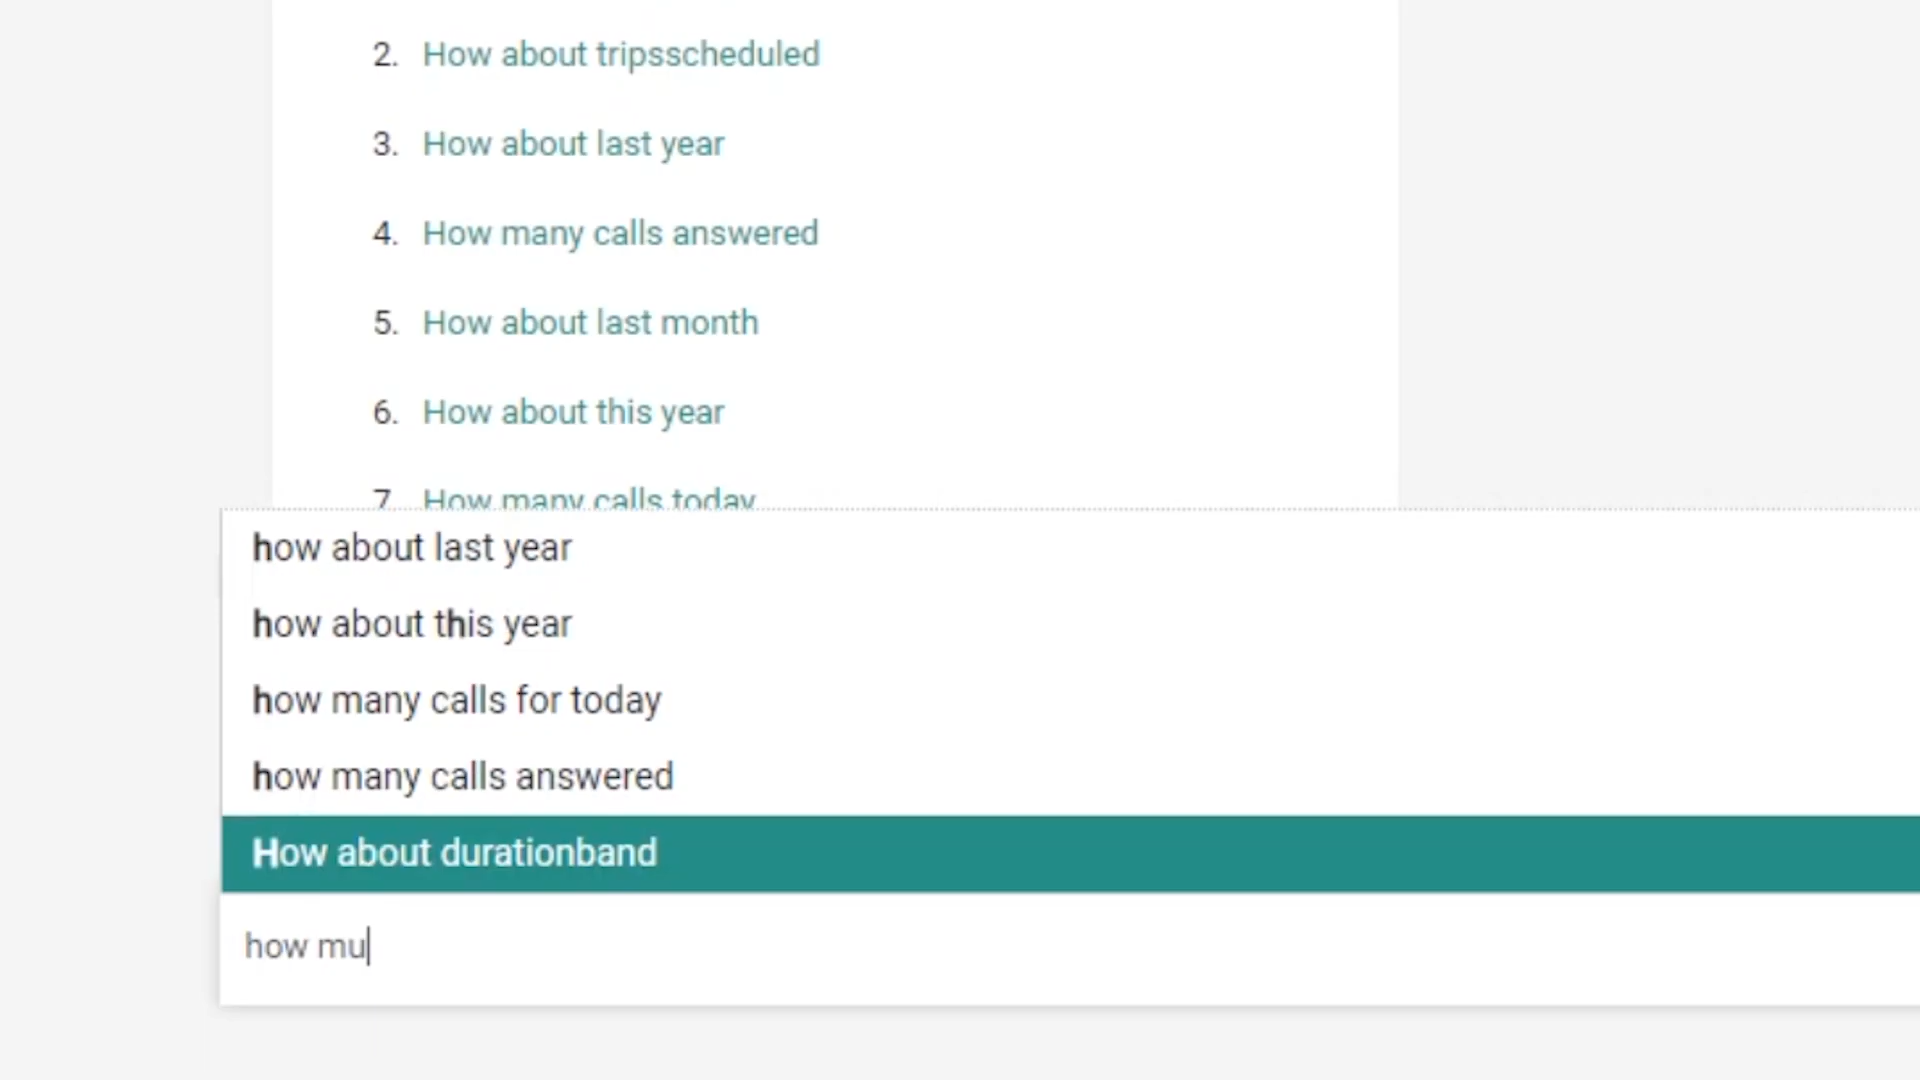 2. How about tripsscheduled
3. How about last year
4. How many calls answered
5. How about last month
6. How about this year
7. How many calls today
how about last year
how about this year
how many calls for today
how many calls answered
How about durationband
how mu